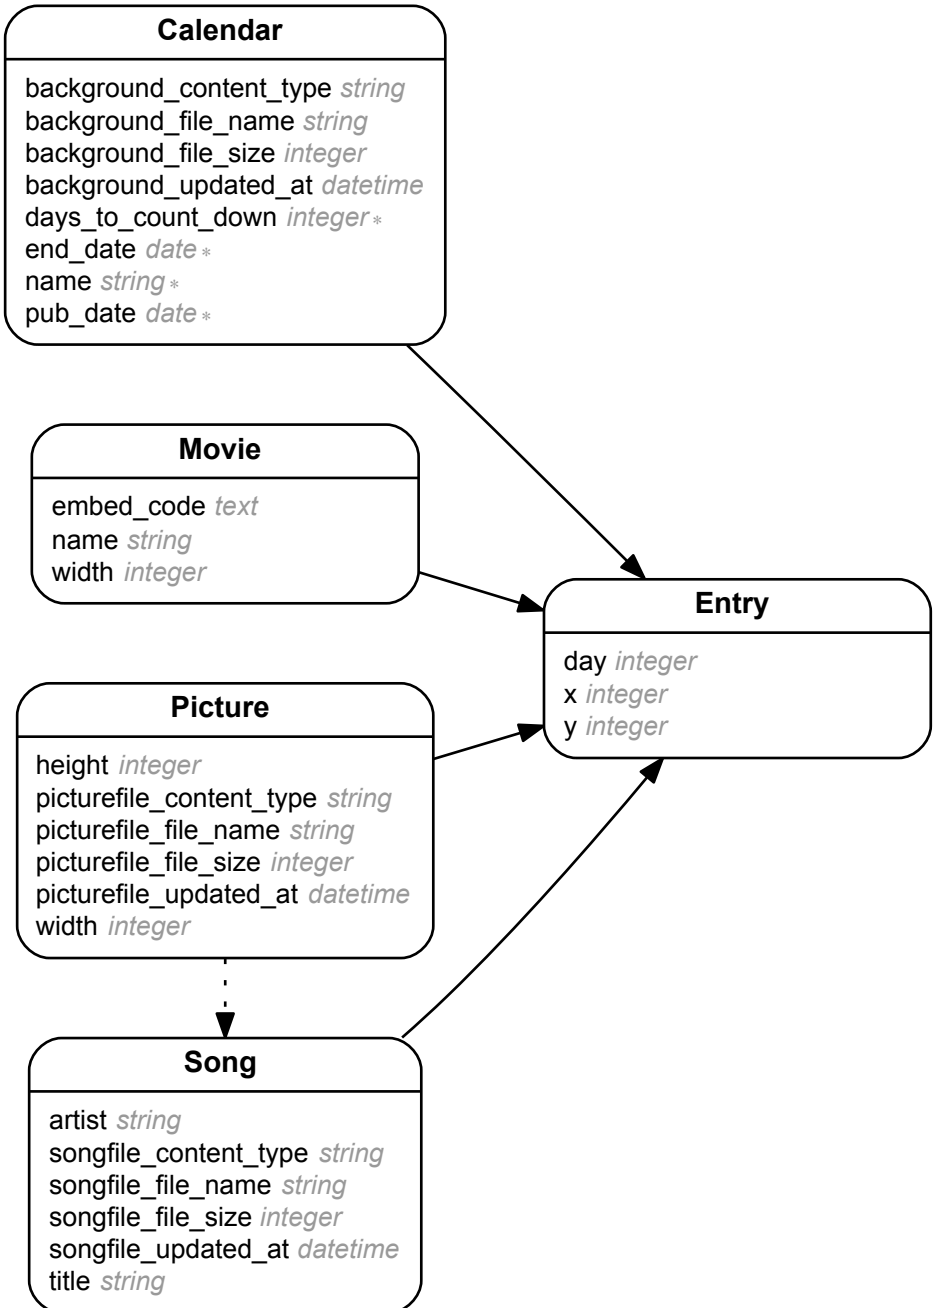 Calendar
background_content_type string
background_file_name string
background_file_size integer
background_updated_at datetime
days_to_count_down integer *
end_date date *
name string *
pub_date date *
Movie
embed_code text
name string
width integer
Entry
day integer
x integer
y integer
Picture
height integer
picturefile_content_type string
picturefile_file_name string
picturefile_file_size integer
picturefile_updated_at datetime
width integer
Song
artist string
songfile_content_type string
songfile_file_name string
songfile_file_size integer
songfile_updated_at datetime
title string